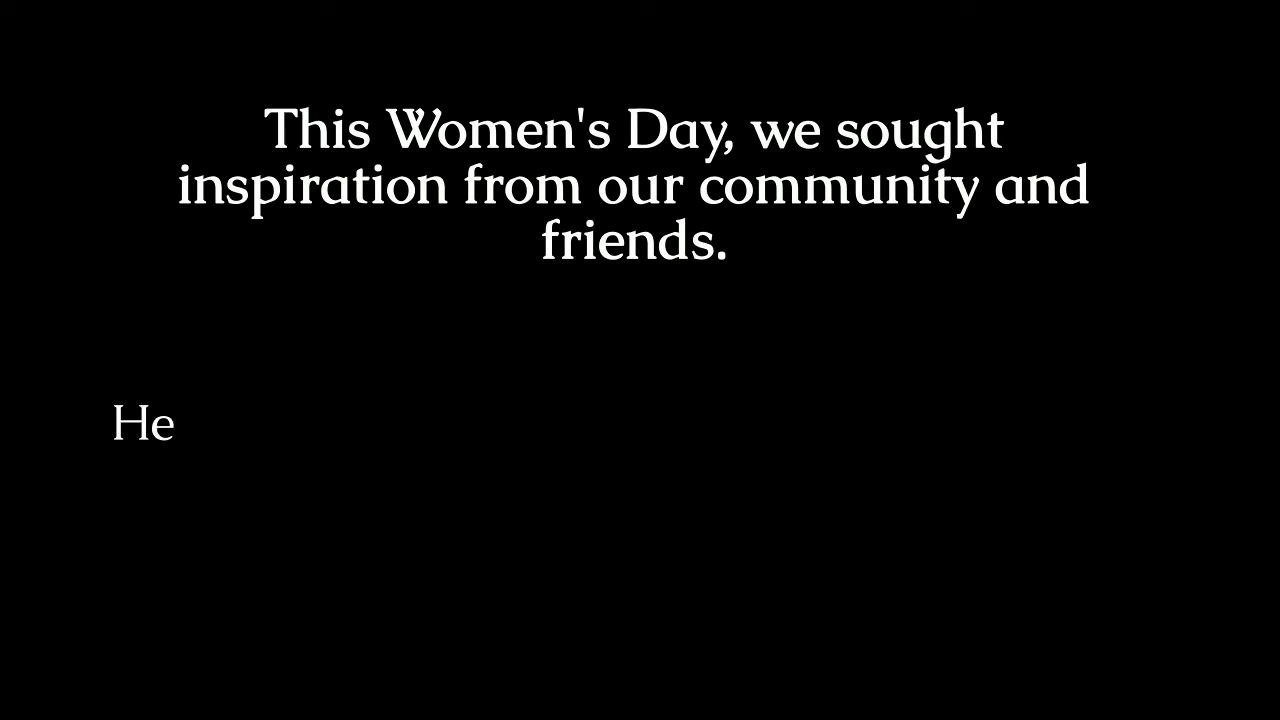 This Women's Day, we sought
inspiration from our community and
friends.
He